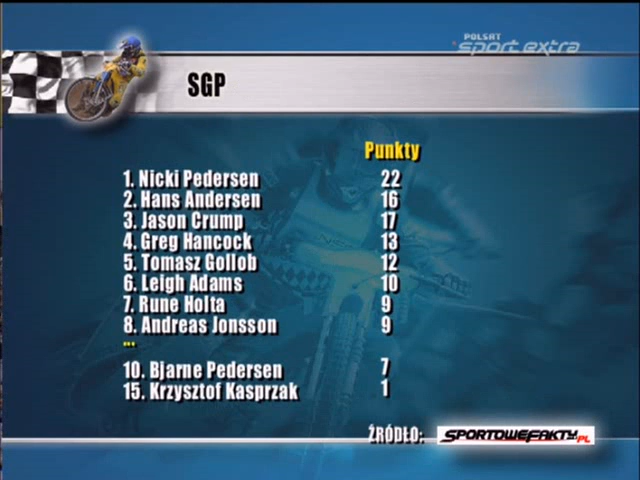 POLSAT
sport extra
SGP
Punkty
1. Nicki Pedersen 22
2. Hans Andersen 16
3. Jason Crump 17
4. Greg Hancock 13
5. Tomasz Gollob 12
6. Leigh Adams 10
7. Rune Holta 9
8. Andreas Jonsson 9
...
10. Bjarne Pedersen 7
15. Krzysztof Kasprzak 1
ŹRÓDŁO: SPORTOWEFAKTY.PL